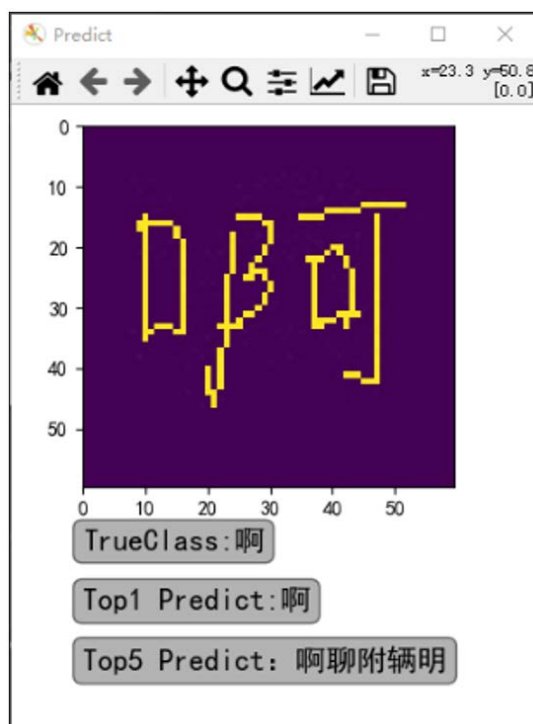 Predict
x=23.3 y=50.8
[0.0]
0
10
20
30
40
50
啊
0 10 20 30 40 50
TrueClass:啊
Top1 Predict:啊
Top5 Predict: 啊聊附辆明